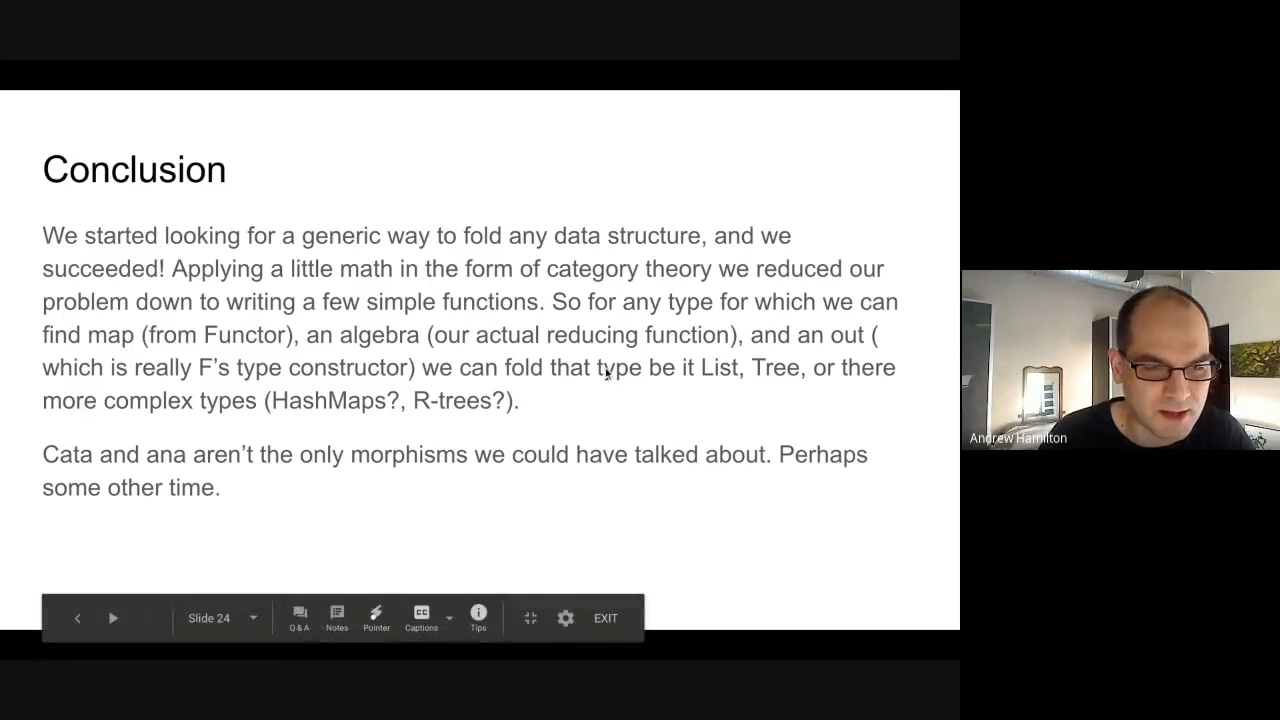 Conclusion
We started looking for a generic way to fold any data structure, and we
succeeded! Applying a little math in the form of category theory we reduced our
problem down to writing a few simple functions. So for any type for which we can
find map (from Functor), an algebra (our actual reducing function), and an out (
which is really F’s type constructor) we can fold that type be it List, Tree, or there
more complex types (HashMaps?, R-trees?).
Cata and ana aren’t the only morphisms we could have talked about. Perhaps
some other time.
Slide 24
Q & A
Notes
Pointer
CC
Captions
Tips
EXIT
Andrew Hamilton